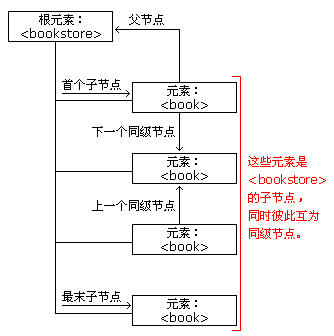 根元素：
<bookstore>
父节点
首个子节点
元素：
<book>
下一个同级节点
元素：
<book>
上一个同级节点
元素：
<book>
最末子节点
元素：
<book>
这些元素是
<bookstore>
的子节点，
同时彼此互为
同级节点。